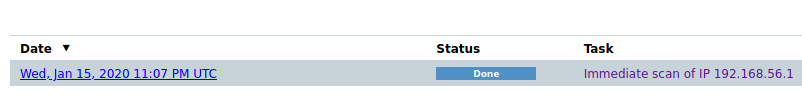 Date ▼ Status Task
Wed, Jan 15, 2020 11:07 PM UTC Done Immediate scan of IP 192.168.56.1